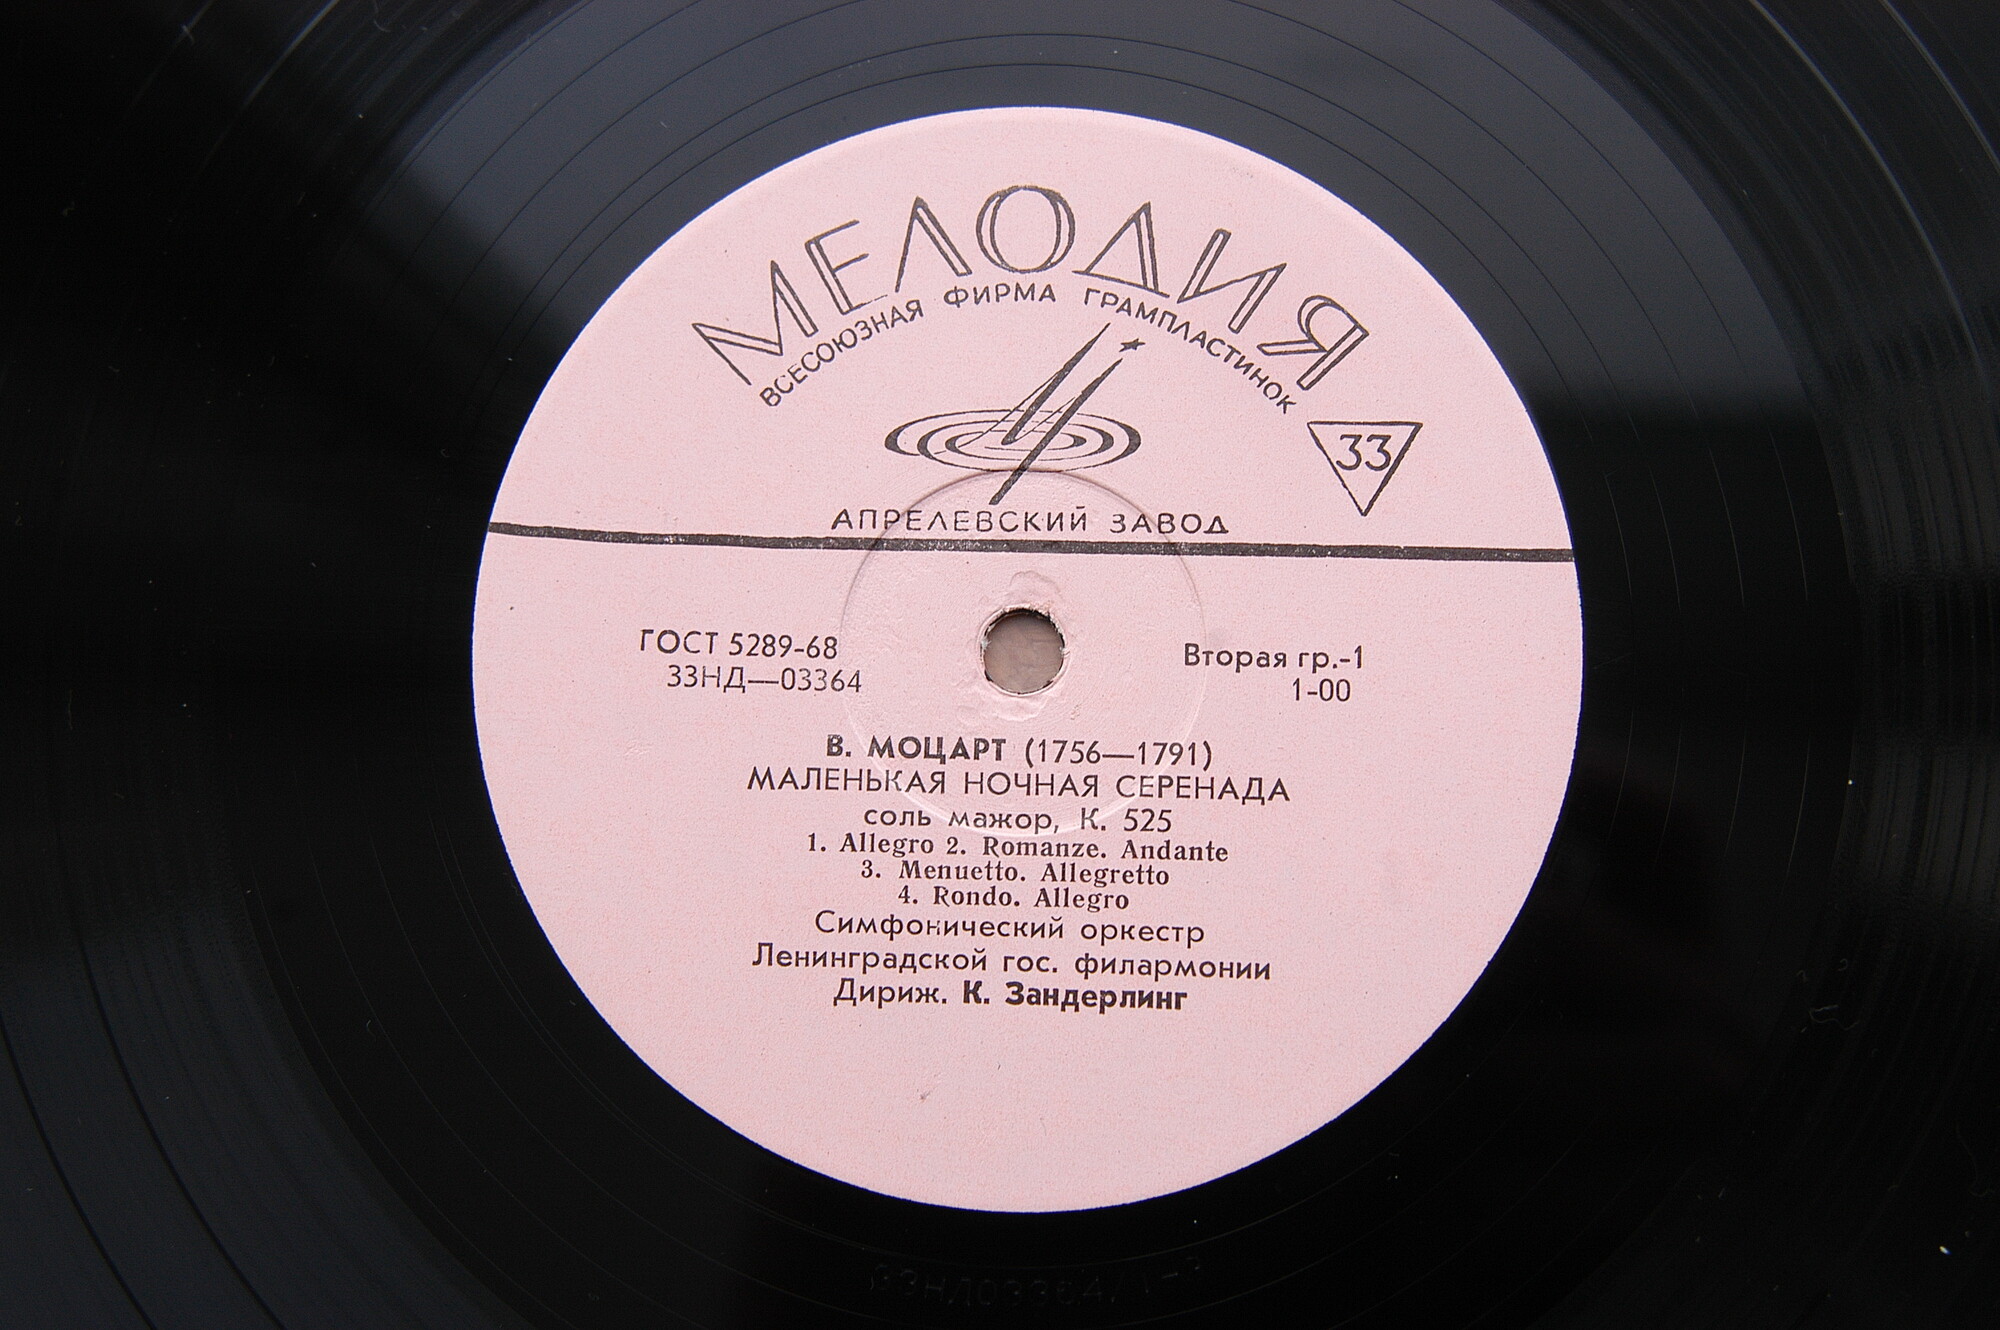 МЕЛОДИЯ
ВСЕСОЮЗНАЯ ФИРМА ГРАМПЛАСТИНОК
33
АПРЕЛЕВСКИЙ ЗАВОД
ГОСТ 5289-68
33НД—03364
Вторая гр.-1
1-00
В. МОЦАРТ (1756—1791)
МАЛЕНЬКАЯ НОЧНАЯ СЕРЕНАДА
соль мажор, К. 525
1. Allegro 2. Romanze. Andante
3. Menuetto. Allegretto
4. Rondo. Allegro
Симфонический оркестр
Ленинградской гос. филармонии
Дириж. К. Зандерлинг